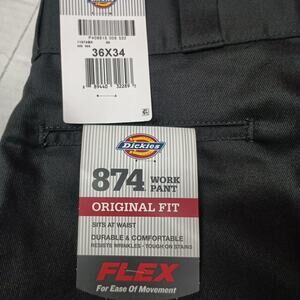 36X34
Dickies
874 WORK PANT
ORIGINAL FIT
SITS AT WAIST
DURABLE & COMFORTABLE
RESISTS WRINKLES • TOUGH ON STAINS
FLEX
For Ease Of Movement